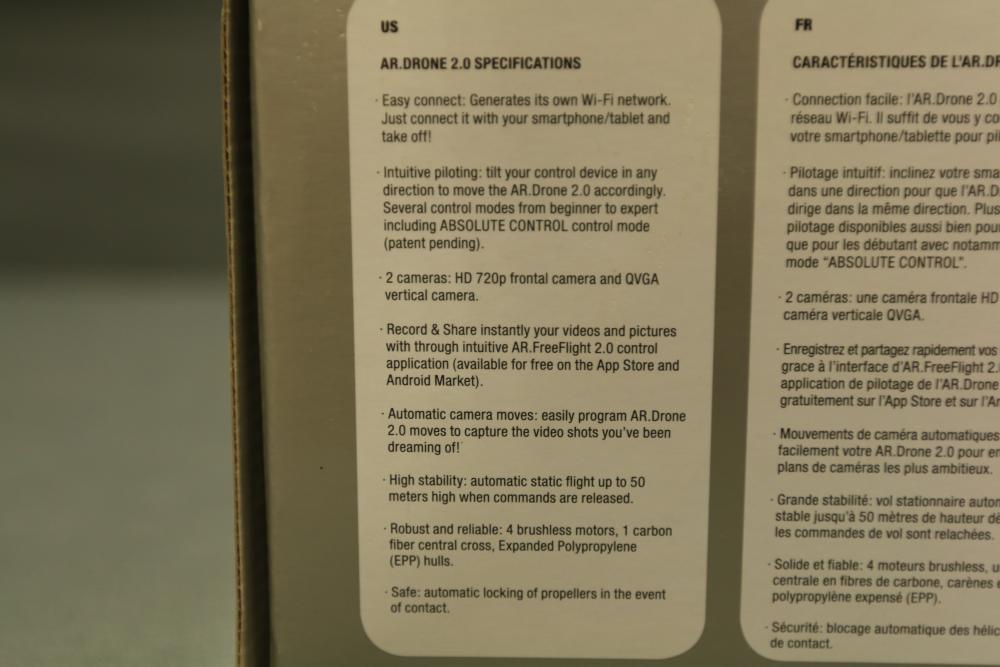 US
AR.DRONE 2.0 SPECIFICATIONS
· Easy connect: Generates its own Wi-Fi network.
Just connect it with your smartphone/tablet and
take off!
· Intuitive piloting: tilt your control device in any
direction to move the AR.Drone 2.0 accordingly.
Several control modes from beginner to expert
including ABSOLUTE CONTROL control mode
(patent pending).
· 2 cameras: HD 720p frontal camera and QVGA
vertical camera.
· Record & Share instantly your videos and pictures
with through intuitive AR.FreeFlight 2.0 control
application (available for free on the App Store and
Android Market).
· Automatic camera moves: easily program AR.Drone
2.0 moves to capture the video shots you've been
dreaming of!
· High stability: automatic static flight up to 50
meters high when commands are released.
· Robust and reliable: 4 brushless motors, 1 carbon
fiber central cross, Expanded Polypropylene
(EPP) hulls.
· Safe: automatic locking of propellers in the event
of contact.
FR
CARACTÉRISTIQUES DE L'AR.DR
· Connection facile: l'AR.Drone 2.0
réseau Wi-Fi. Il suffit de vous y co
votre smartphone/tablette pour pil
· Pilotage intuitif: inclinez votre sma
dans une direction pour que l'AR.D
dirige dans la même direction. Plus
pilotage disponibles aussi bien pou
que pour les débutant avec notamm
mode "ABSOLUTE CONTROL".
· 2 caméras: une caméra frontale HD
caméra verticale QVGA.
· Enregistrez et partagez rapidement vos
grace à l'interface d'AR.FreeFlight 2.
application de pilotage de l'AR.Drone
gratuitement sur l'App Store et sur l'An
· Mouvements de caméra automatiques
facilement votre AR.Drone 2.0 pour en
plans de caméras les plus ambitieux.
· Grande stabilité: vol stationnaire auton
stable jusqu'à 50 mètres de hauteur dè
les commandes de vol sont relachées.
· Solide et fiable: 4 moteurs brushless, u
centrale en fibres de carbone, carènes e
polypropylène expensé (EPP).
· Sécurité: blocage automatique des hélic
de contact.